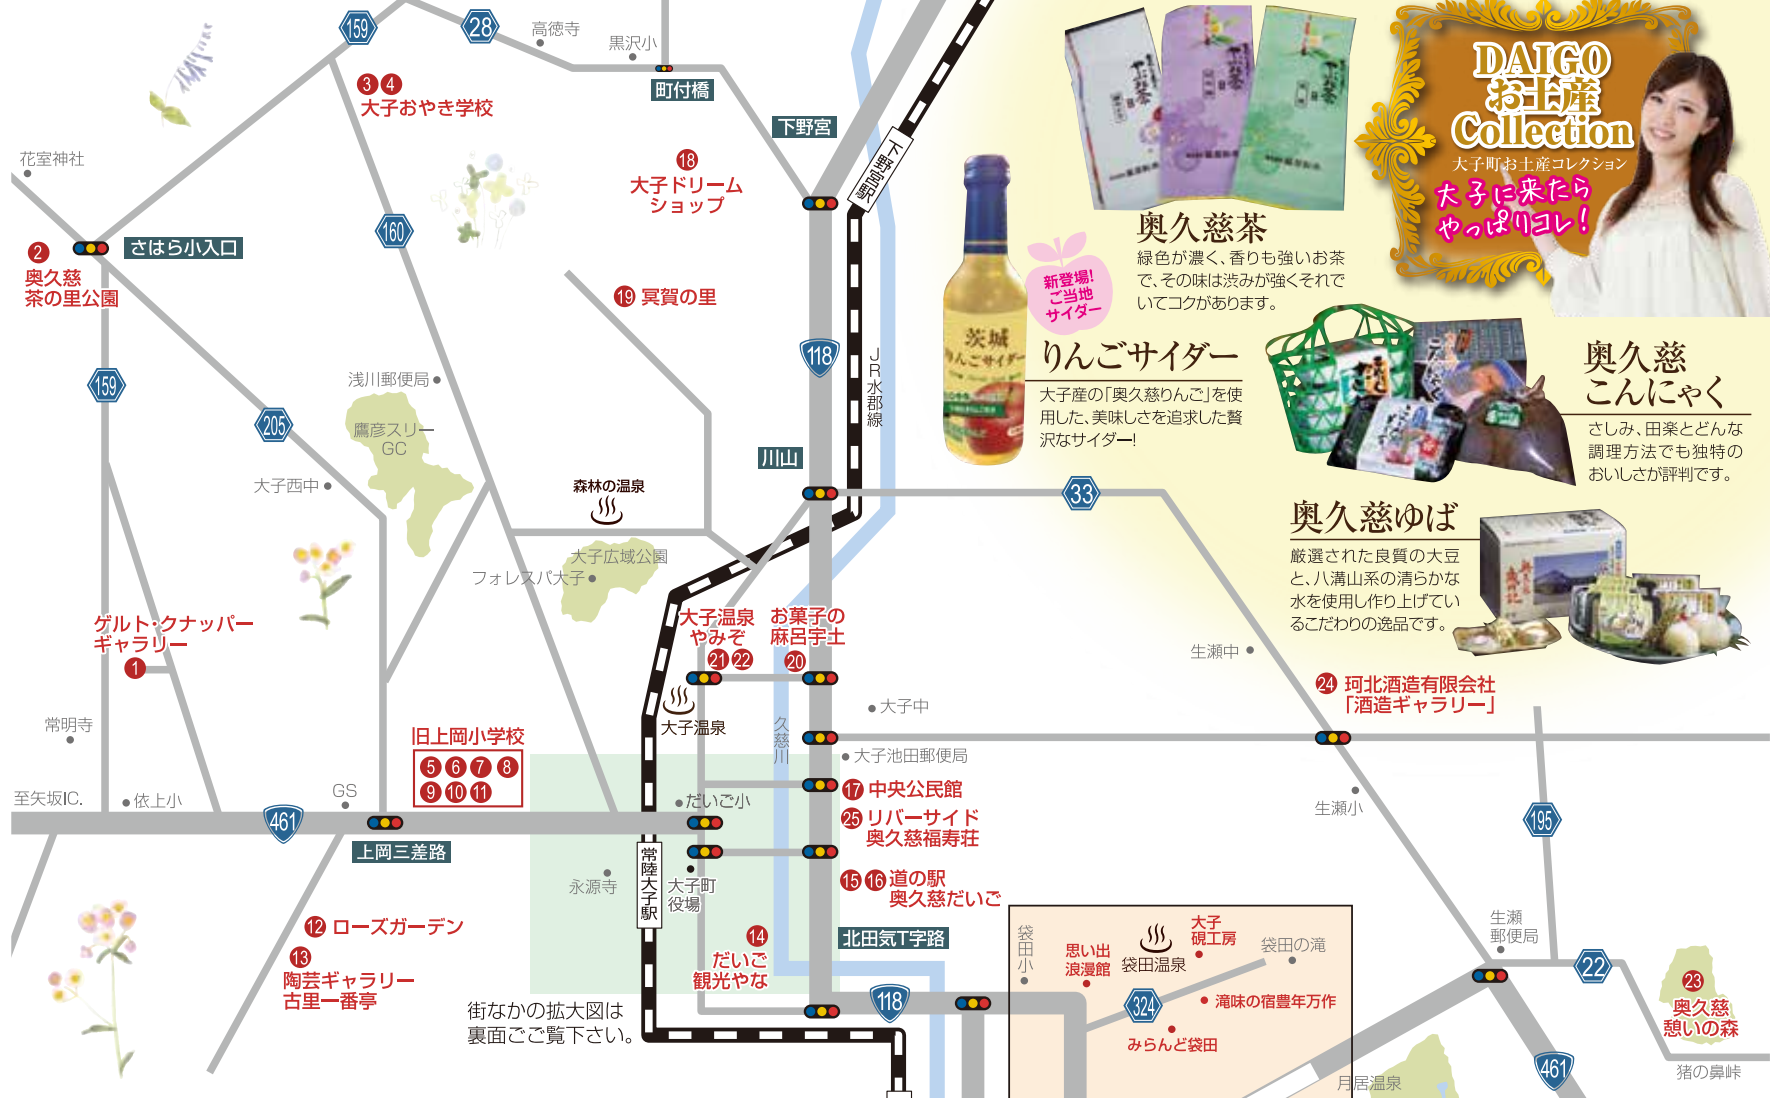 159
28
高徳寺
黒沢小
町付橋
3 4
大子おやき学校
下野宮
下野宮駅
花室神社
18
大子ドリーム
ショップ
さはら小入口
2
奥久慈
茶の里公園
160
19 冥賀の里
118
JR水郡線
159
浅川郵便局
205
鷹彦スリー
GC
大子西中
川山
33
森林の温泉
大子広域公園
フォレスパ大子
ゲルト・クナッパー
ギャラリー
1
大子温泉
やみぞ
21 22
お菓子の
麻呂宇土
20
大子温泉
久慈川
大子中
大子池田郵便局
常明寺
旧上岡小学校
5 6 7 8
9 10 11
至矢坂IC.
依上小
GS
461
上岡三差路
だいご小
17 中央公民館
25 リバーサイド
奥久慈福寿荘
常陸大子駅
永源寺
大子町
役場
15 16 道の駅
奥久慈だいご
12 ローズガーデン
13
陶芸ギャラリー
古里一番亭
14
だいご
観光やな
北田気T字路
街なかの拡大図は
裏面ごご覧下さい。
118
袋田小
思い出
浪漫館
袋田温泉
大子
硯工房
袋田の滝
324
滝味の宿豊年万作
みらんど袋田
生瀬中
24 珂北酒造有限会社
「酒造ギャラリー」
生瀬小
195
生瀬
郵便局
22
23
奥久慈
憩いの森
猪の鼻峠
461
月居温泉
DAIGO
お土産
Collection
大子町お土産コレクション
大子に来たら
やっぱりコレ!
奥久慈茶
緑色が濃く、香りも強いお茶
で、その味は渋みが強くそれで
いてコクがあります。
新登場!
ご当地
サイダー
茨城
りんごサイダー
りんごサイダー
大子産の「奥久慈りんご」を使
用した、美味しさを追求した贅
沢なサイダー!
奥久慈
こんにゃく
さしみ、田楽とどんな
調理方法でも独特の
おいしさが評判です。
奥久慈ゆば
厳選された良質の大豆
と、八溝山系の清らかな
水を使用し作り上げてい
るこだわりの逸品です。